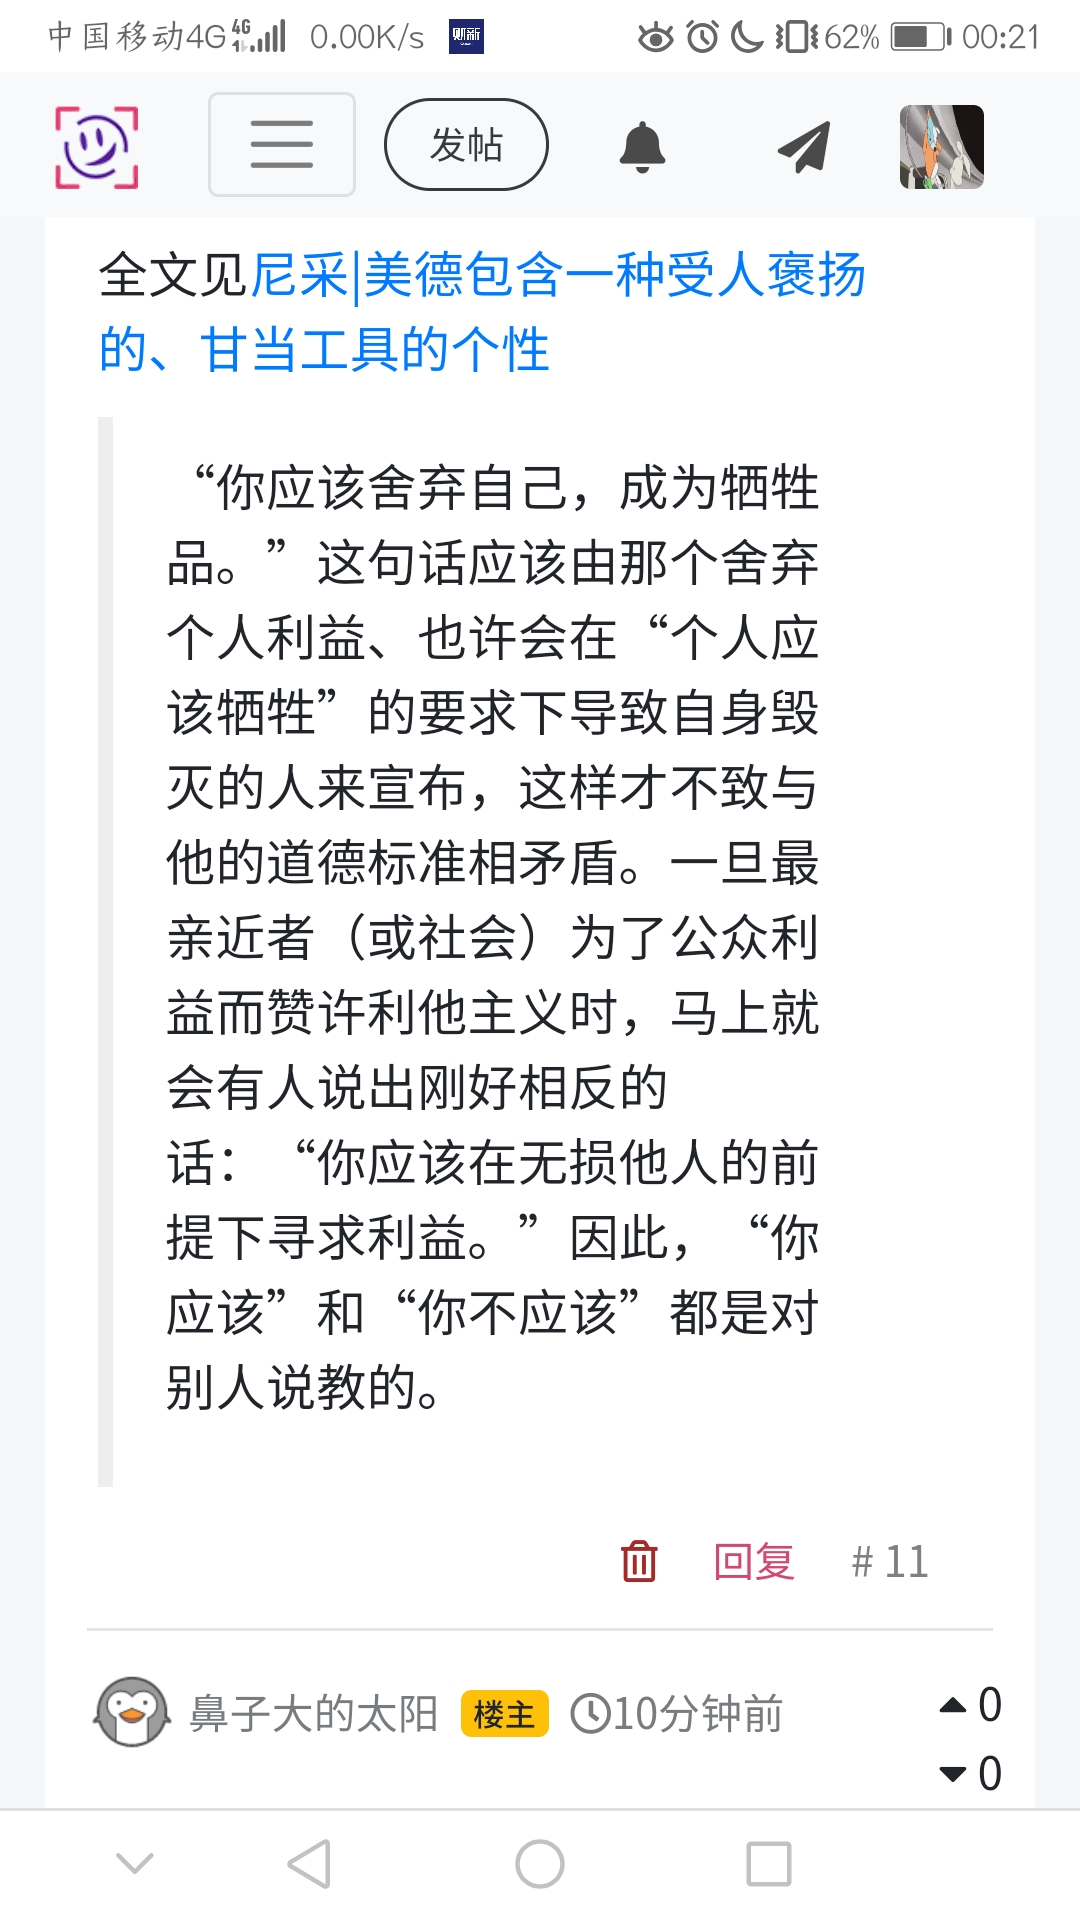 中国移动4G 4G 0.00K/s 财新 62% 00:21
发帖
全文见尼采|美德包含一种受人褒扬
的、甘当工具的个性
“你应该舍弃自己，成为牺牲
品。”这句话应该由那个舍弃
个人利益、也许会在“个人应
该牺牲”的要求下导致自身毁
灭的人来宣布，这样才不致与
他的道德标准相矛盾。一旦最
亲近者（或社会）为了公众利
益而赞许利他主义时，马上就
会有人说出刚好相反的
话：“你应该在无损他人的前
提下寻求利益。”因此，“你
应该”和“你不应该”都是对
别人说教的。
回复 # 11
鼻子大的太阳 楼主 10分钟前
0
0